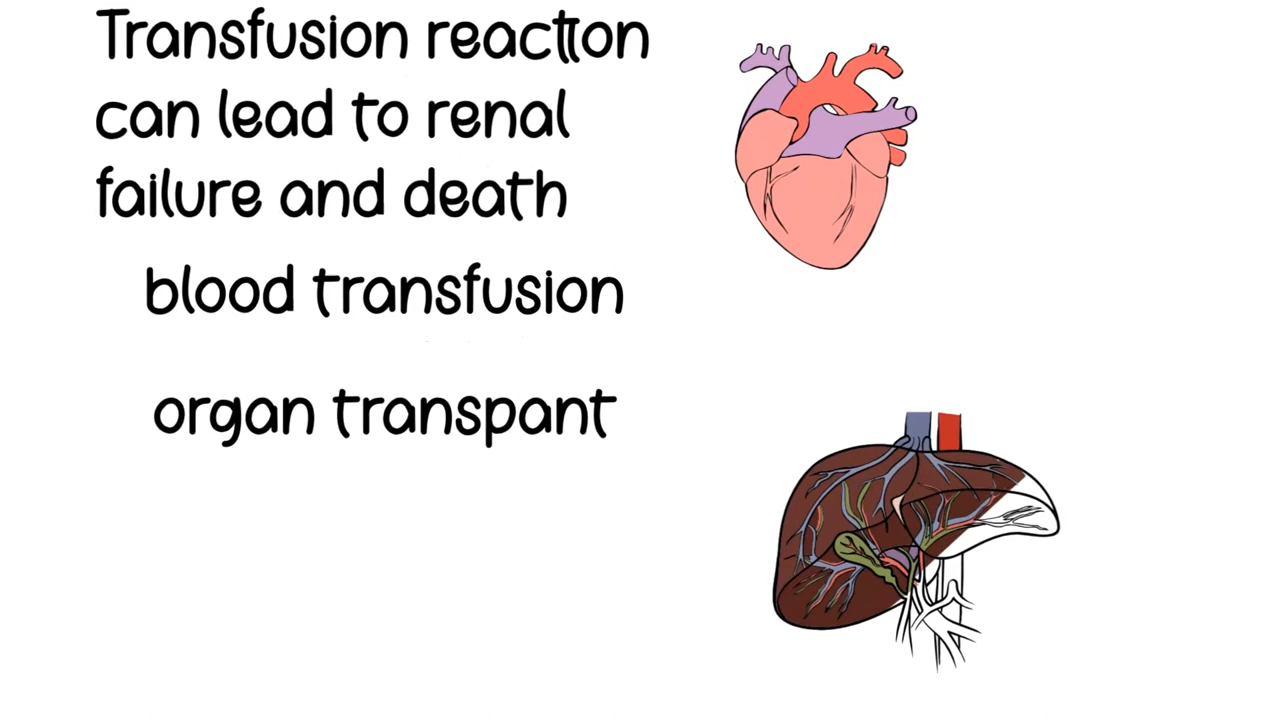 Transfusion reaction
can lead to renal
failure and death
blood transfusion
organ transpant